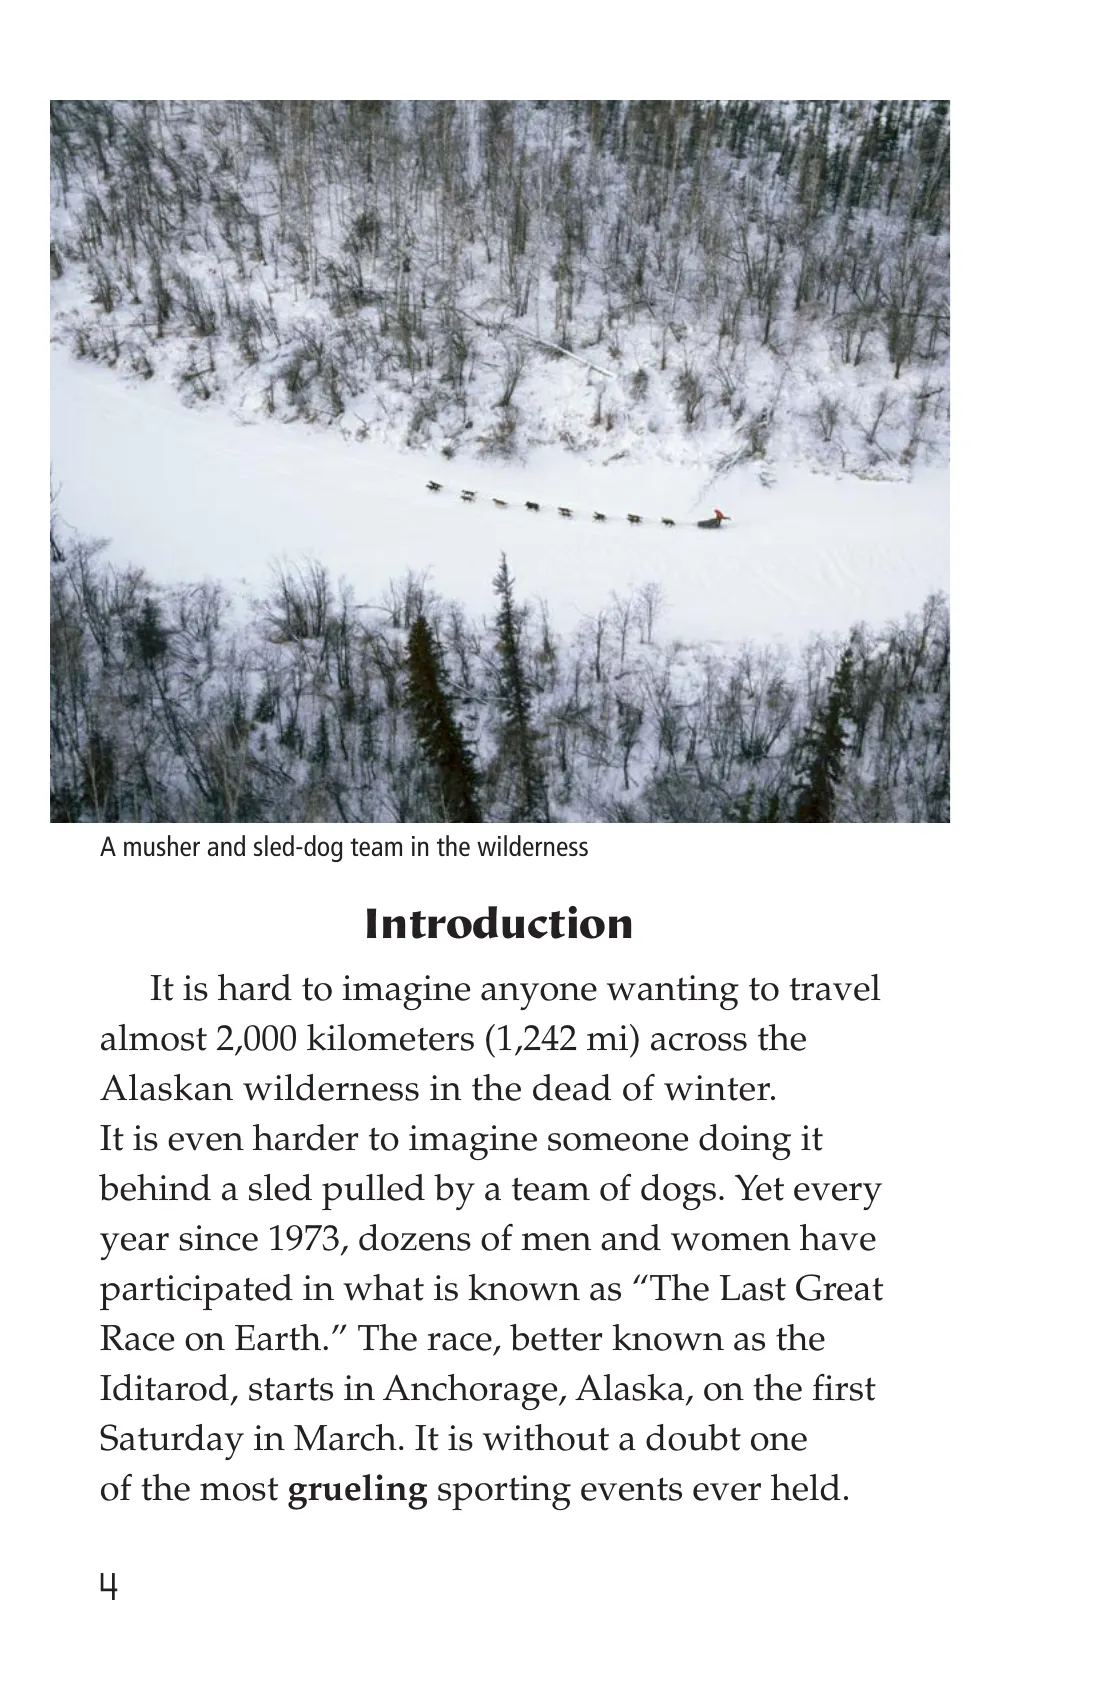 A musher and sled-dog team in the wilderness
Introduction
It is hard to imagine anyone wanting to travel
almost 2,000 kilometers (1,242 mi) across the
Alaskan wilderness in the dead of winter.
It is even harder to imagine someone doing it
behind a sled pulled by a team of dogs. Yet every
year since 1973, dozens of men and women have
participated in what is known as “The Last Great
Race on Earth.” The race, better known as the
Iditarod, starts in Anchorage, Alaska, on the first
Saturday in March. It is without a doubt one
of the most grueling sporting events ever held.
4